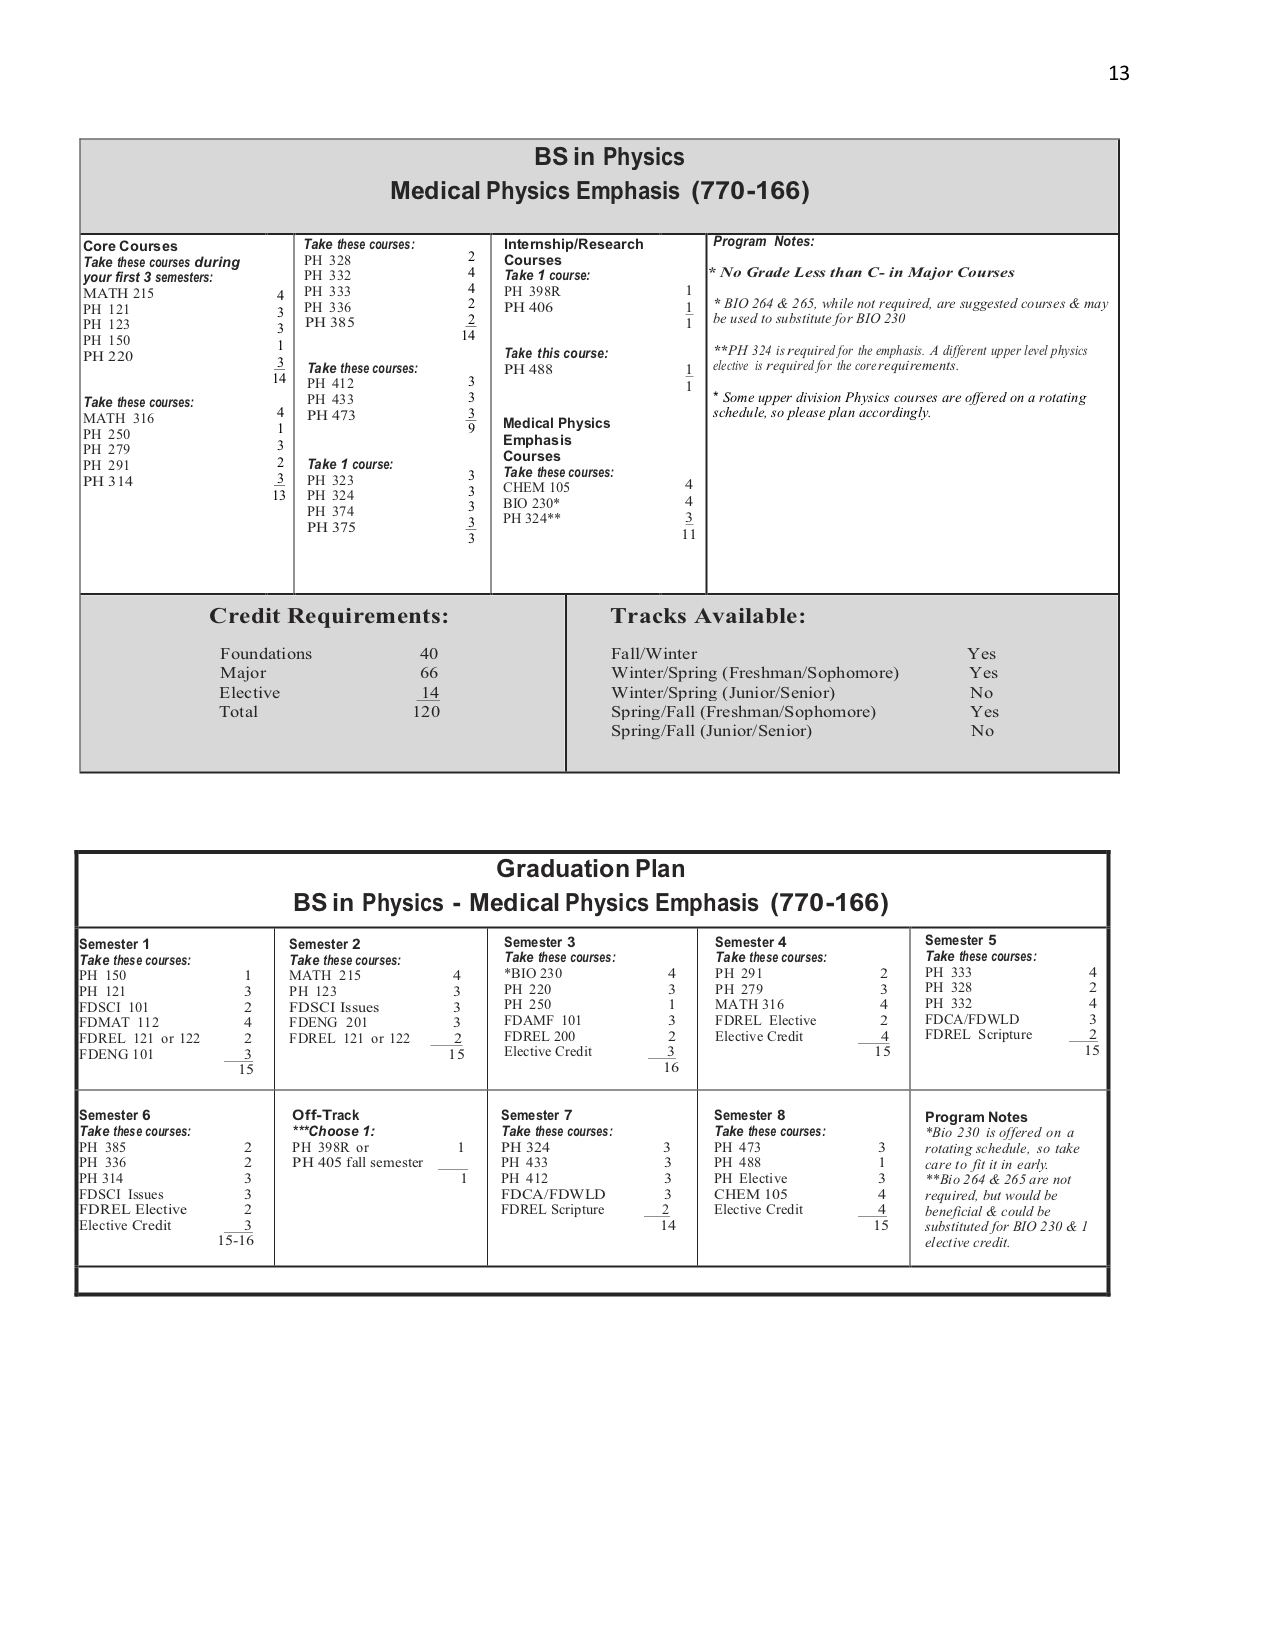 13
BS in Physics
Medical Physics Emphasis (770-166)
Core Courses
Take these courses during
your first 3 semesters:
MATH 215 4
PH 121 3
PH 123 3
PH 150 1
PH 220 3
14
Take these courses:
MATH 316 4
PH 250 1
PH 279 3
PH 291 2
PH 314 3
13
Take these courses:
PH 328 2
PH 332 4
PH 333 4
PH 336 2
PH 385 2
14
Take these courses:
PH 412 3
PH 433 3
PH 473 3
9
Take 1 course:
PH 323 3
PH 324 3
PH 374 3
PH 375 3
3
Internship/Research
Courses
Take 1 course:
PH 398R 1
PH 406 1
1
Take this course:
PH 488 1
1
Medical Physics
Emphasis
Courses
Take these courses:
CHEM 105 4
BIO 230* 4
PH 324** 3
11
Program Notes:
* No Grade Less than C- in Major Courses
* BIO 264 & 265, while not required, are suggested courses & may
be used to substitute for BIO 230
**PH 324 is required for the emphasis. A different upper level physics
elective is required for the core requirements.
* Some upper division Physics courses are offered on a rotating
schedule, so please plan accordingly.
Credit Requirements:
Foundations 40
Major 66
Elective 14
Total 120
Tracks Available:
Fall/Winter Yes
Winter/Spring (Freshman/Sophomore) Yes
Winter/Spring (Junior/Senior) No
Spring/Fall (Freshman/Sophomore) Yes
Spring/Fall (Junior/Senior) No
Graduation Plan
BS in Physics - Medical Physics Emphasis (770-166)
Semester 1
Take these courses:
PH 150 1
PH 121 3
FDSCI 101 2
FDMAT 112 4
FDREL 121 or 122 2
FDENG 101 3
15
Semester 2
Take these courses:
MATH 215 4
PH 123 3
FDSCI Issues 3
FDENG 201 3
FDREL 121 or 122 2
15
Semester 3
Take these courses:
*BIO 230 4
PH 220 3
PH 250 1
FDAMF 101 3
FDREL 200 2
Elective Credit 3
16
Semester 4
Take these courses:
PH 291 2
PH 279 3
MATH 316 4
FDREL Elective 2
Elective Credit 4
15
Semester 5
Take these courses:
PH 333 4
PH 328 2
PH 332 4
FDCA/FDWLD 3
FDREL Scripture 2
15
Semester 6
Take these courses:
PH 385 2
PH 336 2
PH 314 3
FDSCI Issues 3
FDREL Elective 2
Elective Credit 3
15-16
Off-Track
***Choose 1:
PH 398R or 1
PH 405 fall semester
1
Semester 7
Take these courses:
PH 324 3
PH 433 3
PH 412 3
FDCA/FDWLD 3
FDREL Scripture 2
14
Semester 8
Take these courses:
PH 473 3
PH 488 1
PH Elective 3
CHEM 105 4
Elective Credit 4
15
Program Notes
*Bio 230 is offered on a
rotating schedule, so take
care to fit it in early.
**Bio 264 & 265 are not
required, but would be
beneficial & could be
substituted for BIO 230 & 1
elective credit.